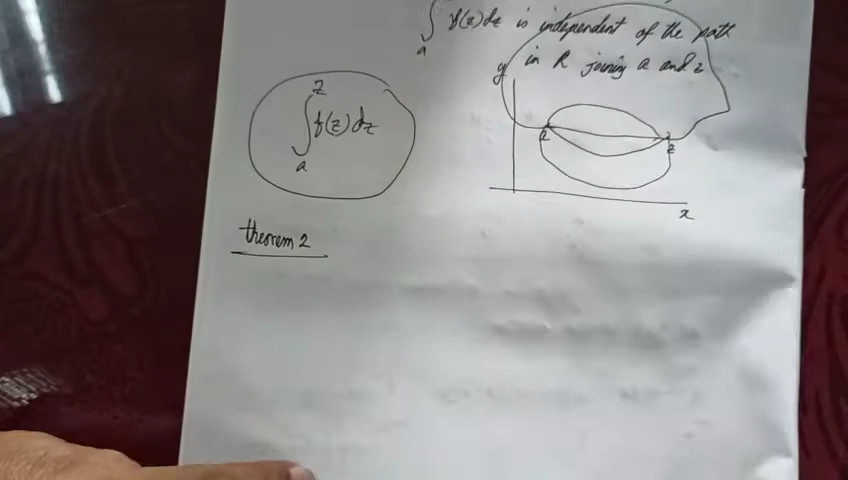 ∫ₐ f(z)dz is independent of the path
in R joining a and z
y
z
∫ f(z)dz
a
a
z
x
theorem 2